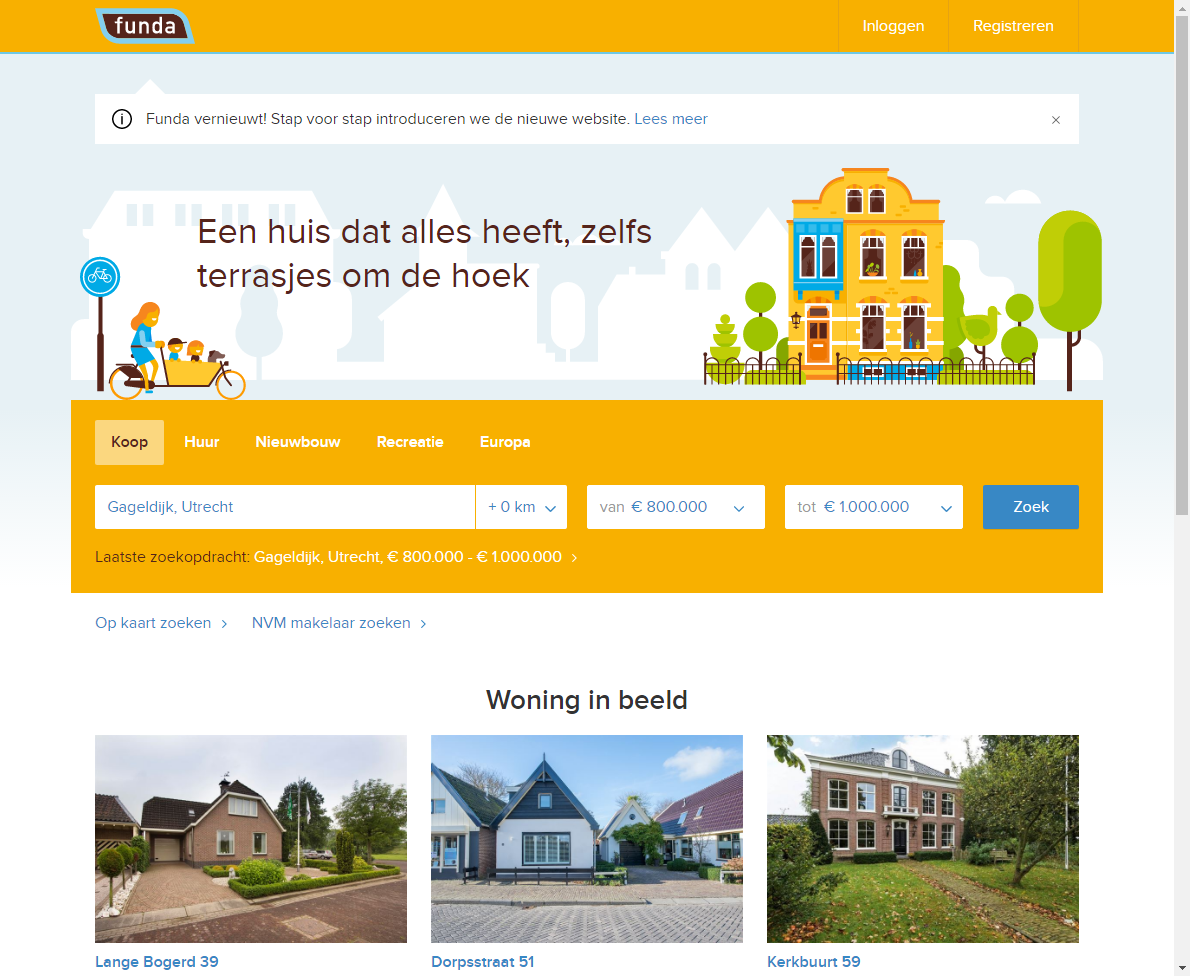 funda
Inloggen
Registreren
Funda vernieuwt! Stap voor stap introduceren we de nieuwe website. Lees meer
Een huis dat alles heeft, zelfs
terrasjes om de hoek
Koop
Huur
Nieuwbouw
Recreatie
Europa
Gageldijk, Utrecht
+ 0 km
van € 800.000
tot € 1.000.000
Zoek
Laatste zoekopdracht: Gageldijk, Utrecht, € 800.000 - € 1.000.000
Op kaart zoeken
NVM makelaar zoeken
Woning in beeld
Lange Bogerd 39
Dorpsstraat 51
Kerkbuurt 59